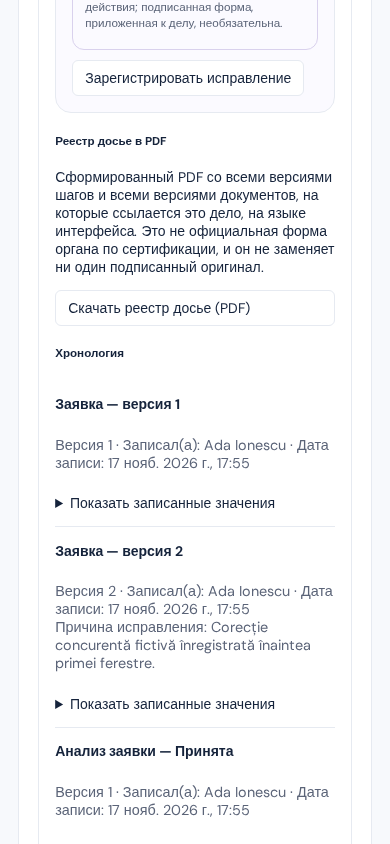 действия; подписанная форма,
приложенная к делу, необязательна.
Зарегистрировать исправление
Реестр досье в PDF
Сформированный PDF со всеми версиями
шагов и всеми версиями документов, на
которые ссылается это дело, на языке
интерфейса. Это не официальная форма
органа по сертификации, и он не заменяет
ни один подписанный оригинал.
Скачать реестр досье (PDF)
Хронология
Заявка — версия 1
Версия 1 · Записал(а): Ada Ionescu · Дата
записи: 17 нояб. 2026 г., 17:55
▶ Показать записанные значения
Заявка — версия 2
Версия 2 · Записал(а): Ada Ionescu · Дата
записи: 17 нояб. 2026 г., 17:55
Причина исправления: Corecție
concurentă fictivă înregistrată înaintea
primei ferestre.
▶ Показать записанные значения
Анализ заявки — Принята
Версия 1 · Записал(а): Ada Ionescu · Дата
записи: 17 нояб. 2026 г., 17:55